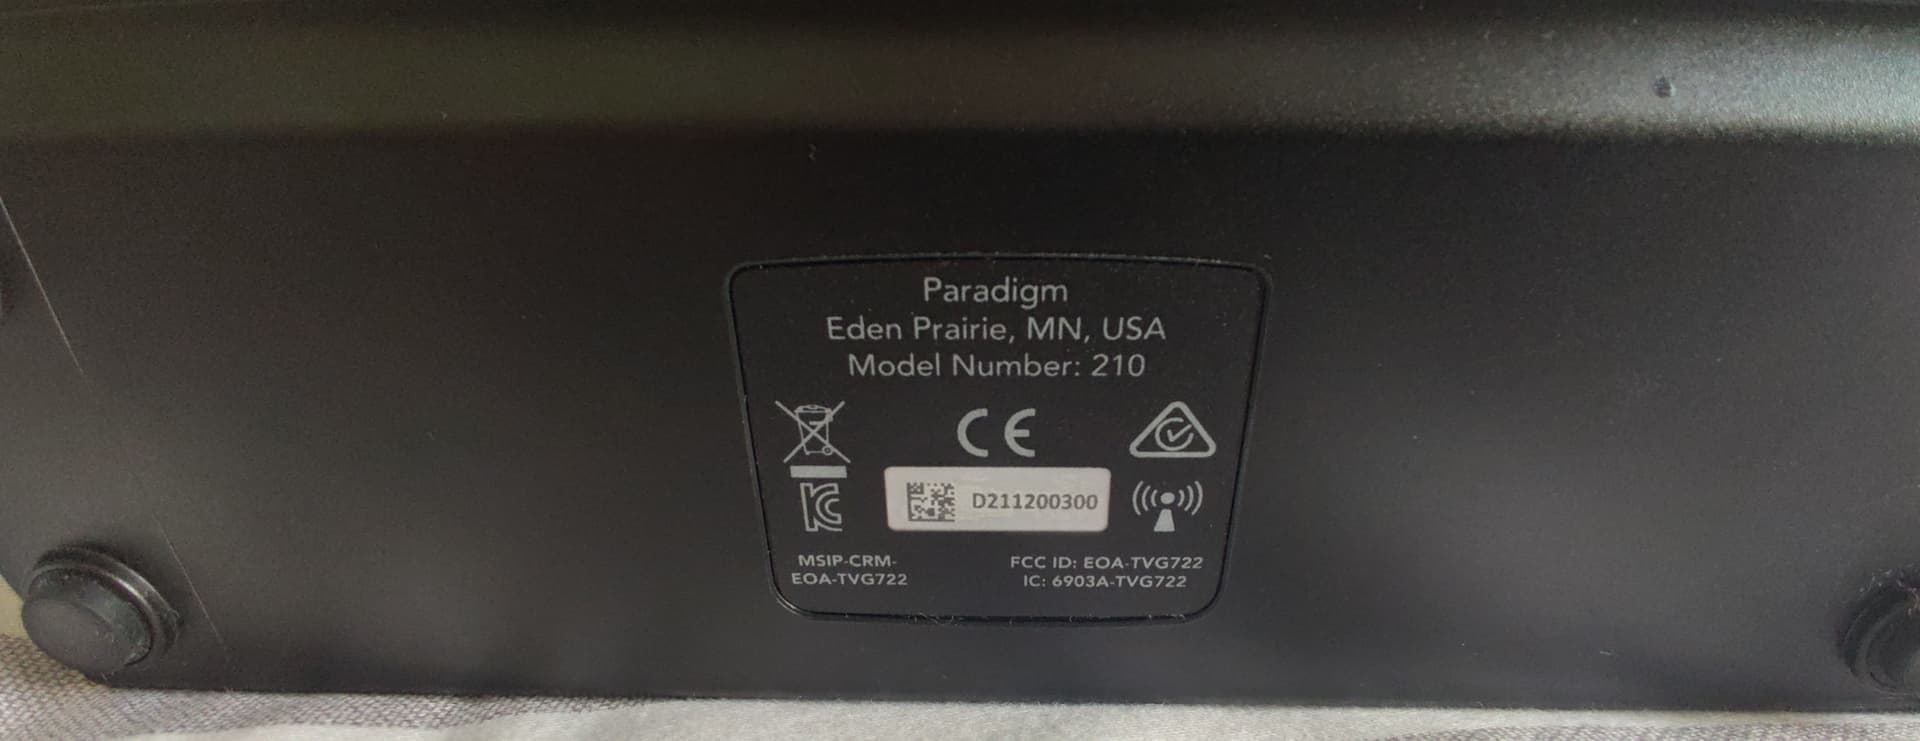 Paradigm
Eden Prairie, MN, USA
Model Number: 210
CE
D211200300
MSIP-CRM-
EOA-TVG722
FCC ID: EOA-TVG722
IC: 6903A-TVG722